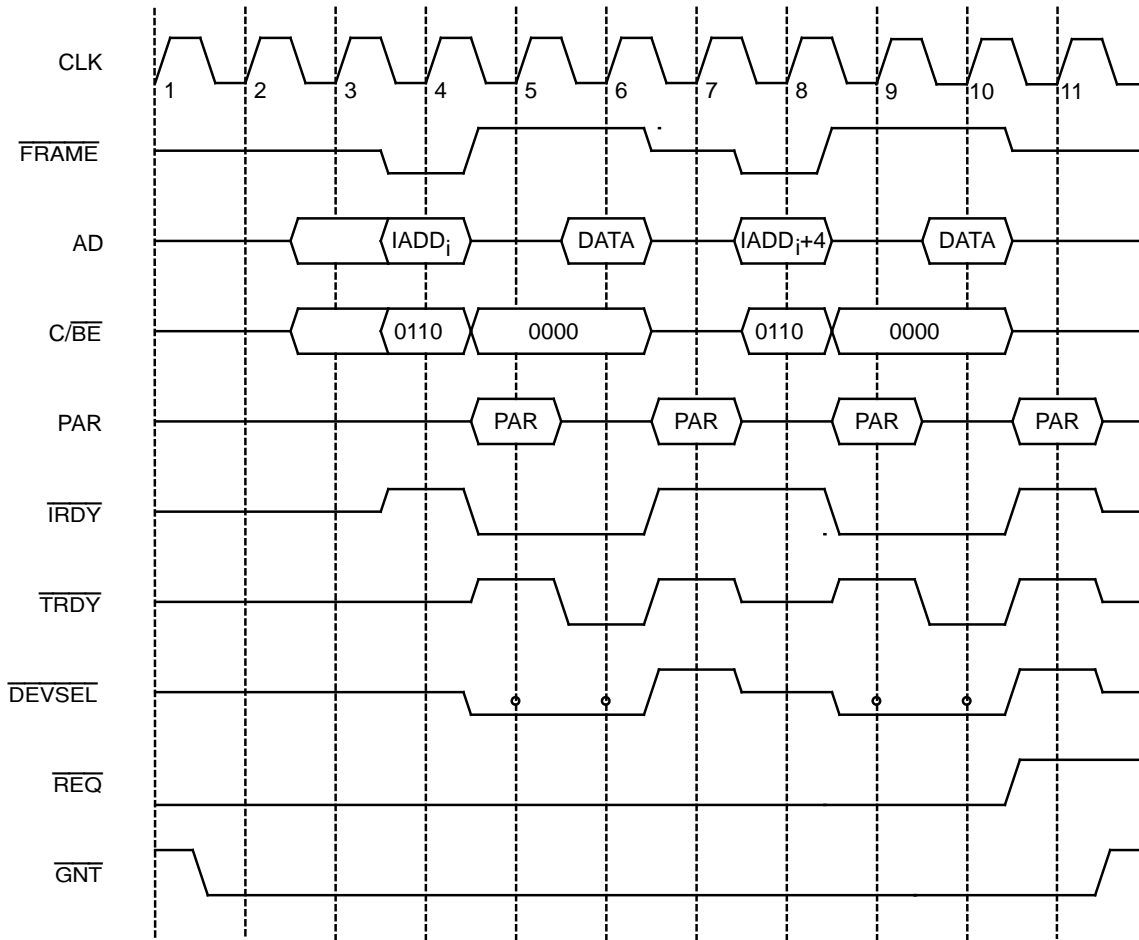 CLK
1 2 3 4 5 6 7 8 9 10 11
FRAME
AD IADDi DATA IADDi+4 DATA
C/BE 0110 0000 0110 0000
PAR PAR PAR PAR PAR
IRDY
TRDY
DEVSEL
REQ
GNT